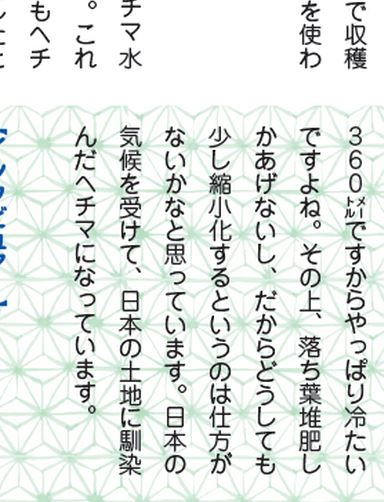 で収穫
を使わ
チマ水
。これ
もヘチ
360㍍ですからやっぱり冷たい
ですよね。その上、落ち葉堆肥し
かあげないし、だからどうしても
少し縮小化するというのは仕方が
ないかなと思っています。日本の
気候を受けて、日本の土地に馴染
んだヘチマになっています。